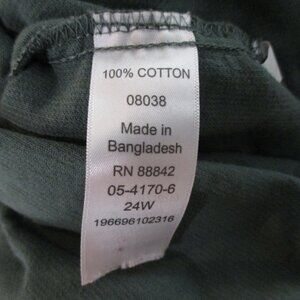 100% COTTON
08038
Made in
Bangladesh
RN 88842
05-4170-6
24W
196696102316